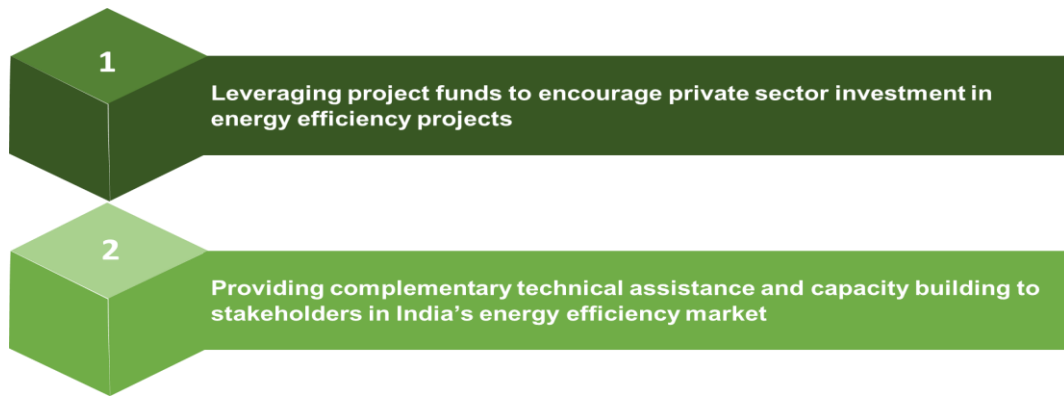 1
Leveraging project funds to encourage private sector investment in
energy efficiency projects
2
Providing complementary technical assistance and capacity building to
stakeholders in India’s energy efficiency market